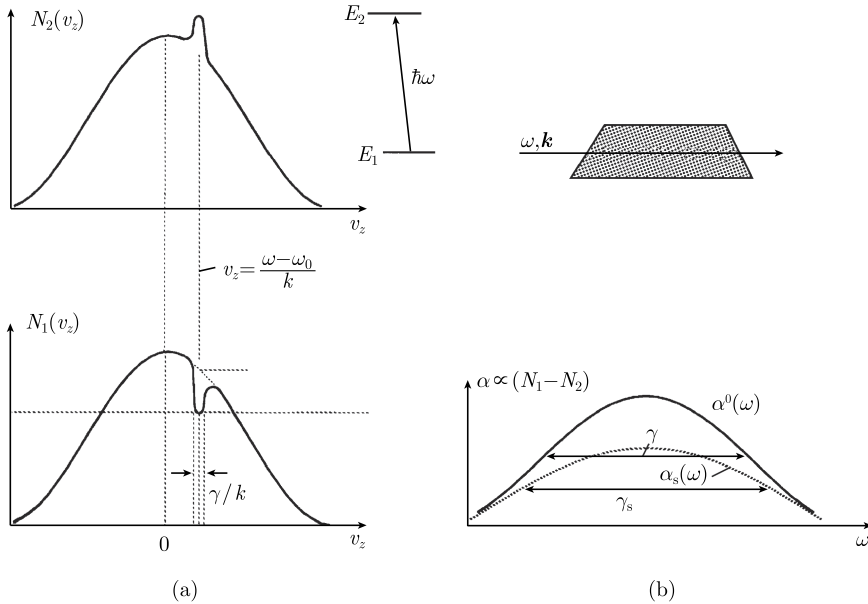 N₂(v_z)
E₂
ħω
E₁
v_z
v_z = (ω−ω₀)/k
N₁(v_z)
γ/k
0
v_z
(a)
ω,k
α ∝ (N₁−N₂)
α⁰(ω)
γ
α_s(ω)
γ_s
ω
(b)